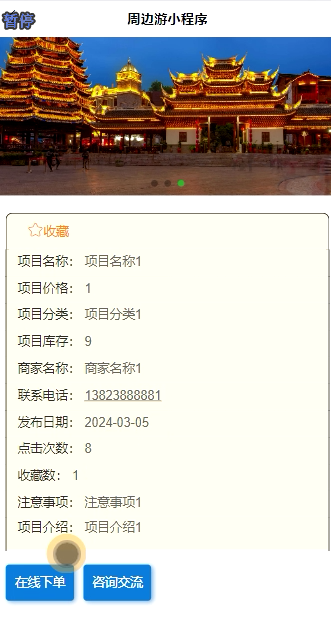 暂停
周边游小程序
收藏
项目名称： 项目名称1
项目价格： 1
项目分类： 项目分类1
项目库存： 9
商家名称： 商家名称1
联系电话： 13823888881
发布日期： 2024-03-05
点击次数： 8
收藏数： 1
注意事项： 注意事项1
项目介绍： 项目介绍1
在线下单 咨询交流